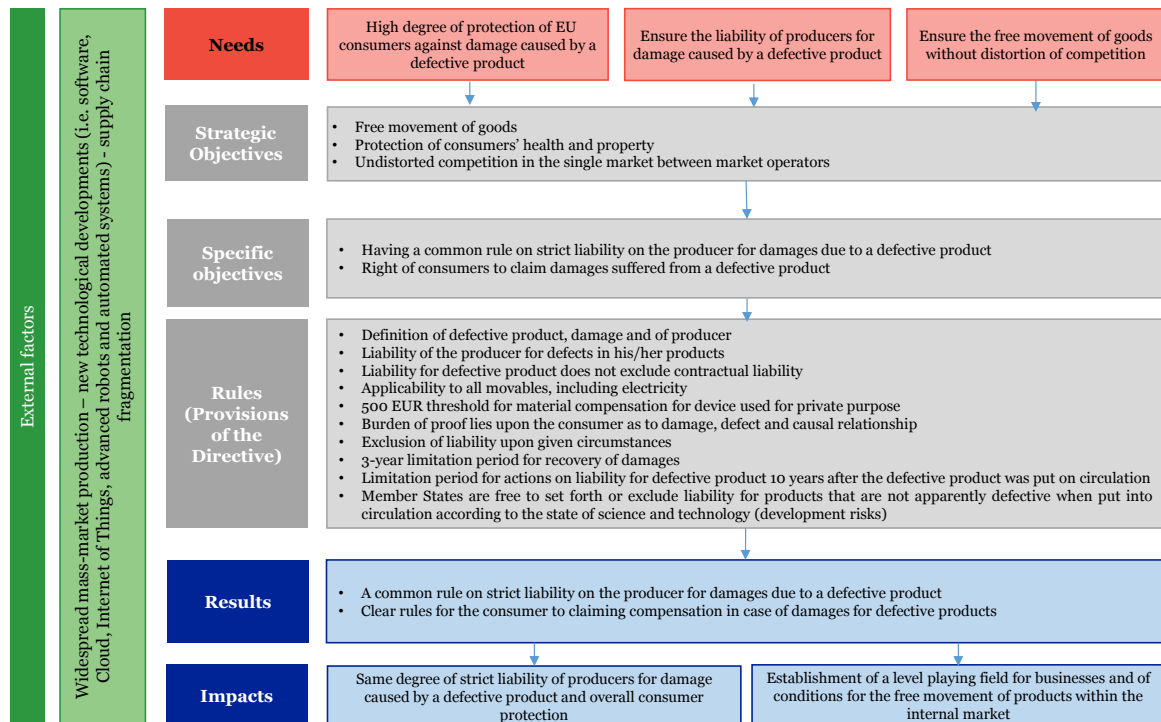 External factors
Widespread mass-market production – new technological developments (i.e. software,
Cloud, Internet of Things, advanced robots and automated systems) - supply chain
fragmentation
Needs
High degree of protection of EU
consumers against damage caused by a
defective product
Ensure the liability of producers for
damage caused by a defective product
Ensure the free movement of goods
without distortion of competition
Strategic
Objectives
• Free movement of goods
• Protection of consumers' health and property
• Undistorted competition in the single market between market operators
Specific
objectives
• Having a common rule on strict liability on the producer for damages due to a defective product
• Right of consumers to claim damages suffered from a defective product
Rules
(Provisions
of the
Directive)
• Definition of defective product, damage and of producer
• Liability of the producer for defects in his/her products
• Liability for defective product does not exclude contractual liability
• Applicability to all movables, including electricity
• 500 EUR threshold for material compensation for device used for private purpose
• Burden of proof lies upon the consumer as to damage, defect and causal relationship
• Exclusion of liability upon given circumstances
• 3-year limitation period for recovery of damages
• Limitation period for actions on liability for defective product 10 years after the defective product was put on circulation
• Member States are free to set forth or exclude liability for products that are not apparently defective when put into
circulation according to the state of science and technology (development risks)
Results
• A common rule on strict liability on the producer for damages due to a defective product
• Clear rules for the consumer to claiming compensation in case of damages for defective products
Impacts
Same degree of strict liability of producers for damage
caused by a defective product and overall consumer
protection
Establishment of a level playing field for businesses and of
conditions for the free movement of products within the
internal market